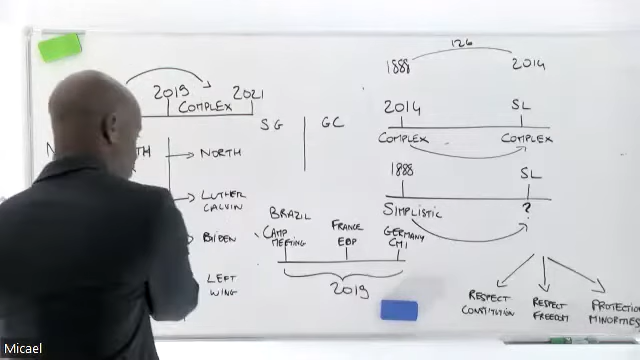 126
1888 2014
2019 2021
COMPLEX
SG GC
2014 SL
COMPLEX COMPLEX
TH → NORTH
1888 SL
LUTHER
CALVIN
SIMPLISTIC ?
BRAZIL
CAMP
MEETING
FRANCE
EBP
GERMANY
CMI
BIDEN
LEFT
WING
2019
RESPECT
CONSTITUTION
RESPECT
FREEDOM
PROTECTION
MINORITIES
Micael